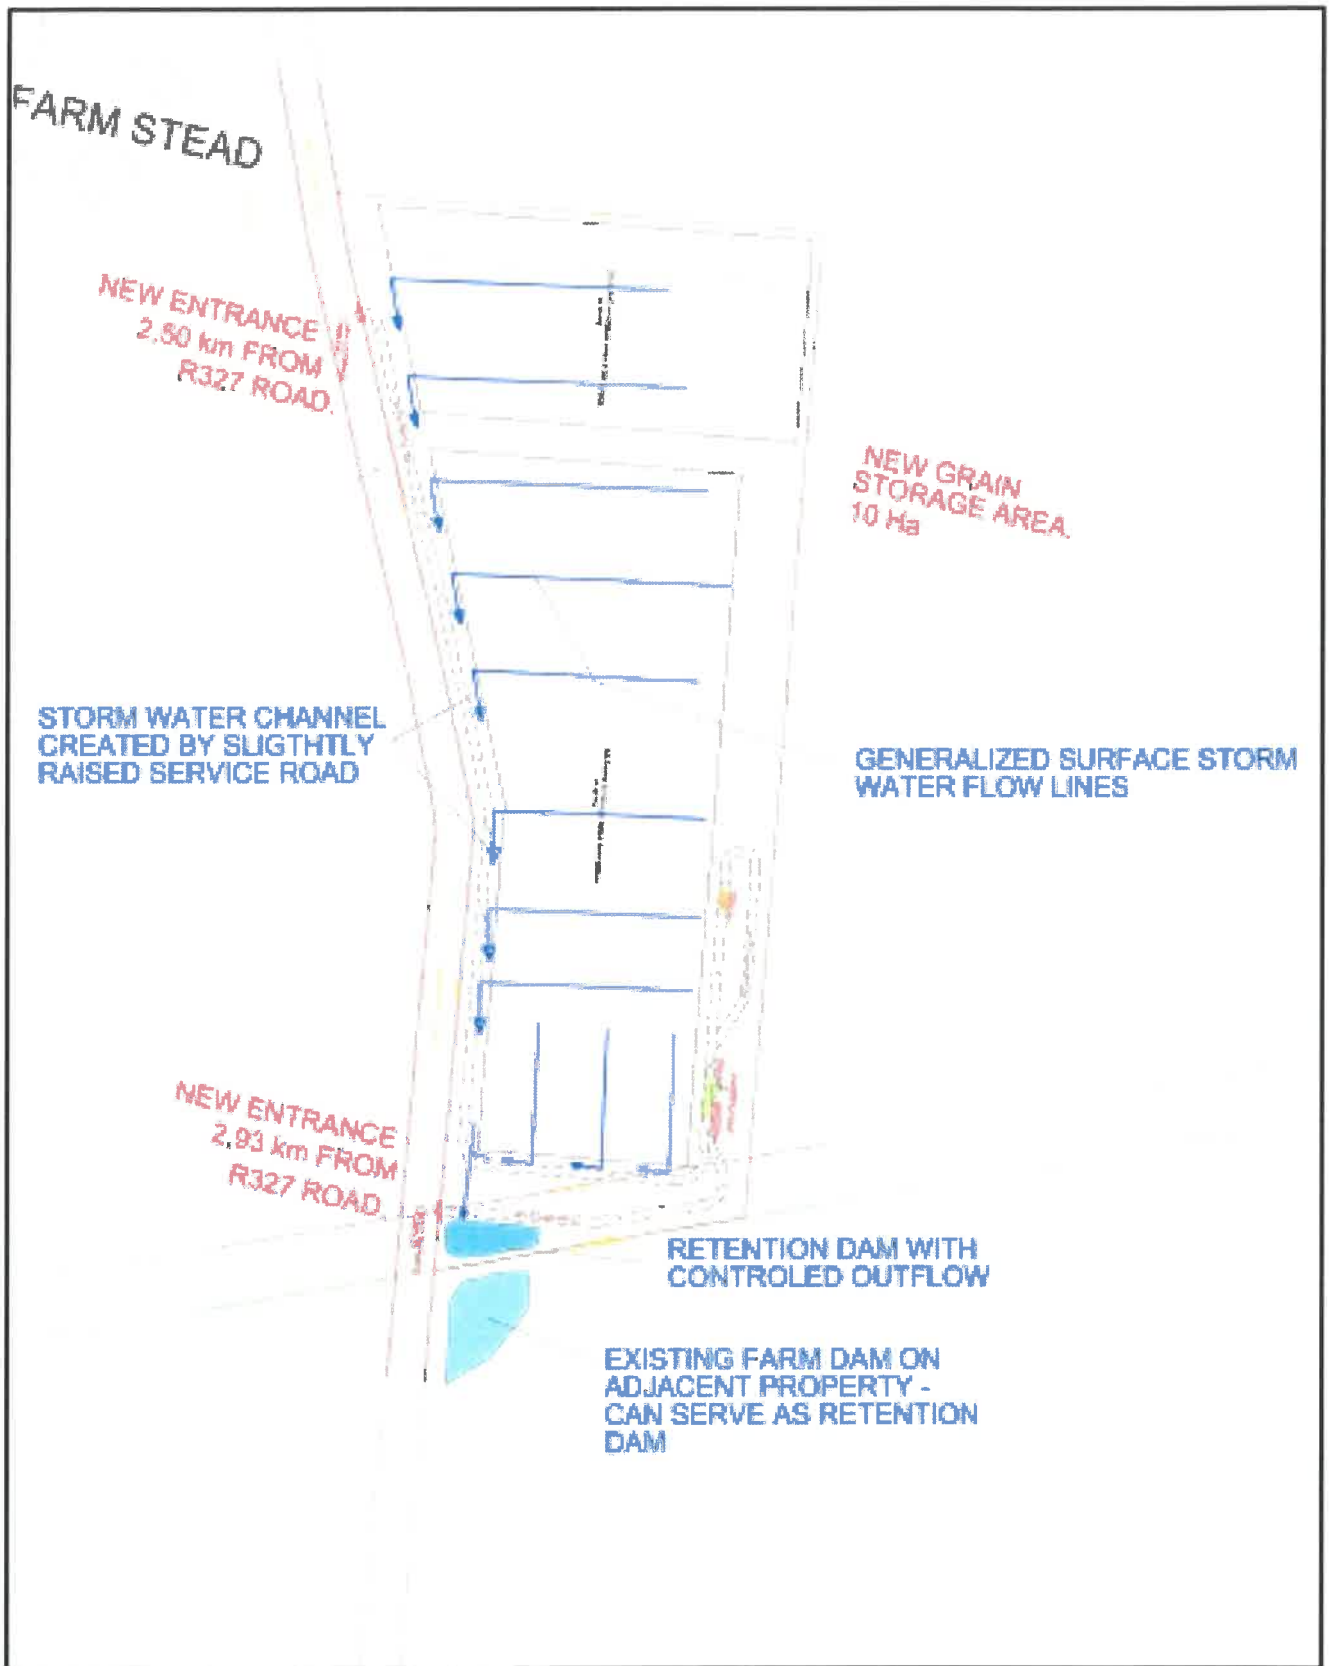 FARM STEAD
NEW ENTRANCE
2.50 km FROM
R327 ROAD.
NEW GRAIN
STORAGE AREA.
10 Ha
STORM WATER CHANNEL
CREATED BY SLIGTHTLY
RAISED SERVICE ROAD
GENERALIZED SURFACE STORM
WATER FLOW LINES
NEW ENTRANCE
2.93 km FROM
R327 ROAD
RETENTION DAM WITH
CONTROLED OUTFLOW
EXISTING FARM DAM ON
ADJACENT PROPERTY -
CAN SERVE AS RETENTION
DAM